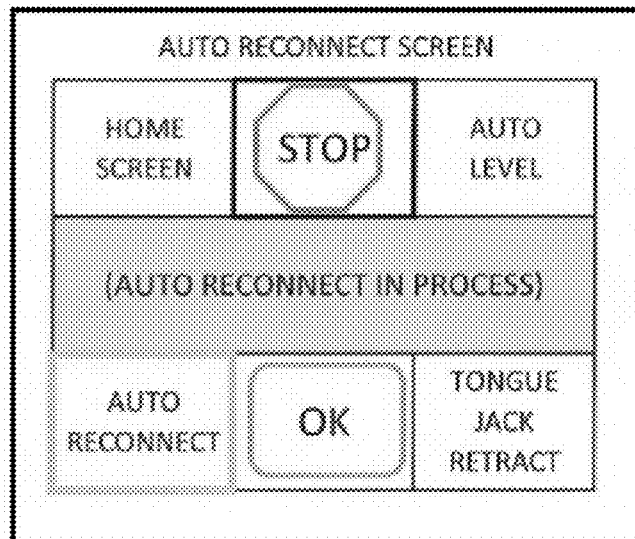 AUTO RECONNECT SCREEN
HOME
SCREEN
STOP
AUTO
LEVEL
(AUTO RECONNECT IN PROCESS)
AUTO
RECONNECT
OK
TONGUE
JACK
RETRACT